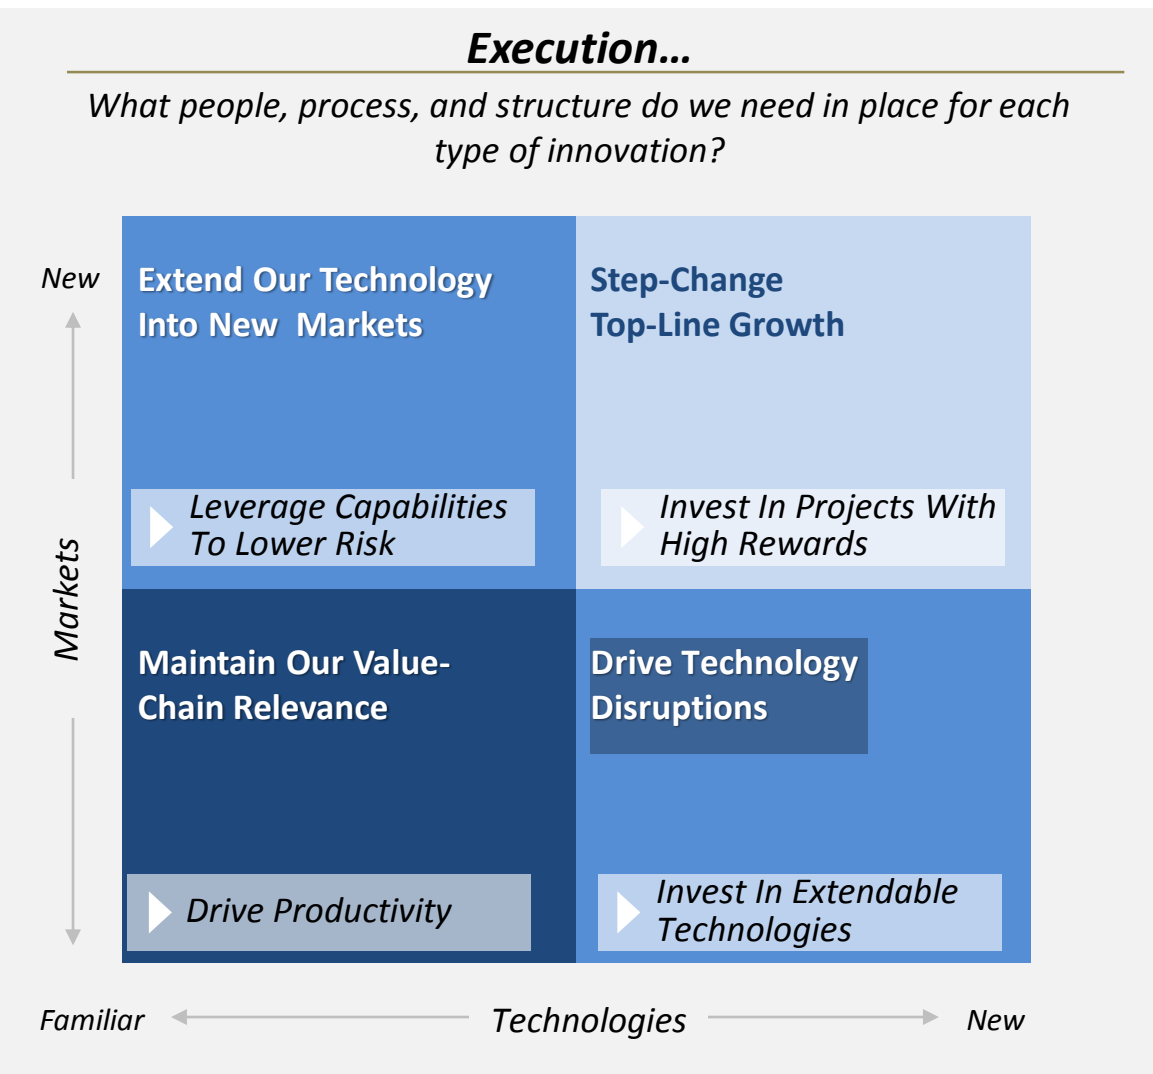 Execution…
What people, process, and structure do we need in place for each
type of innovation?
New
Extend Our Technology
Into New  Markets
Step-Change
Top-Line Growth
Leverage Capabilities
To Lower Risk
Invest In Projects With
High Rewards
Markets
Maintain Our Value-
Chain Relevance
Drive Technology
Disruptions
Drive Productivity
Invest In Extendable
Technologies
Familiar
Technologies
New